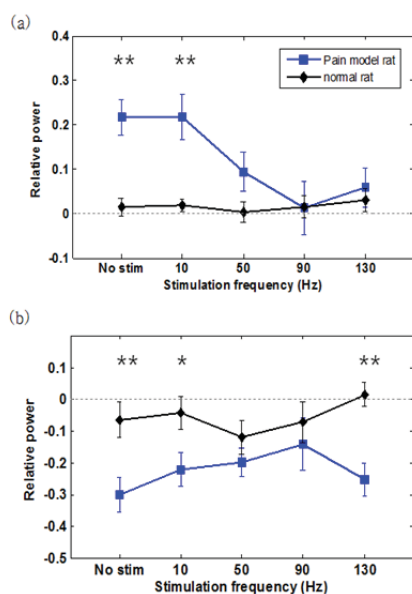 (a)
0.4
0.3
0.2
0.1
0
-0.1
Relative power
** **
Pain model rat
normal rat
No stim 10 50 90 130
Stimulation frequency (Hz)
(b)
0.1
0
-0.1
-0.2
-0.3
-0.4
-0.5
Relative power
** * **
No stim 10 50 90 130
Stimulation frequency (Hz)